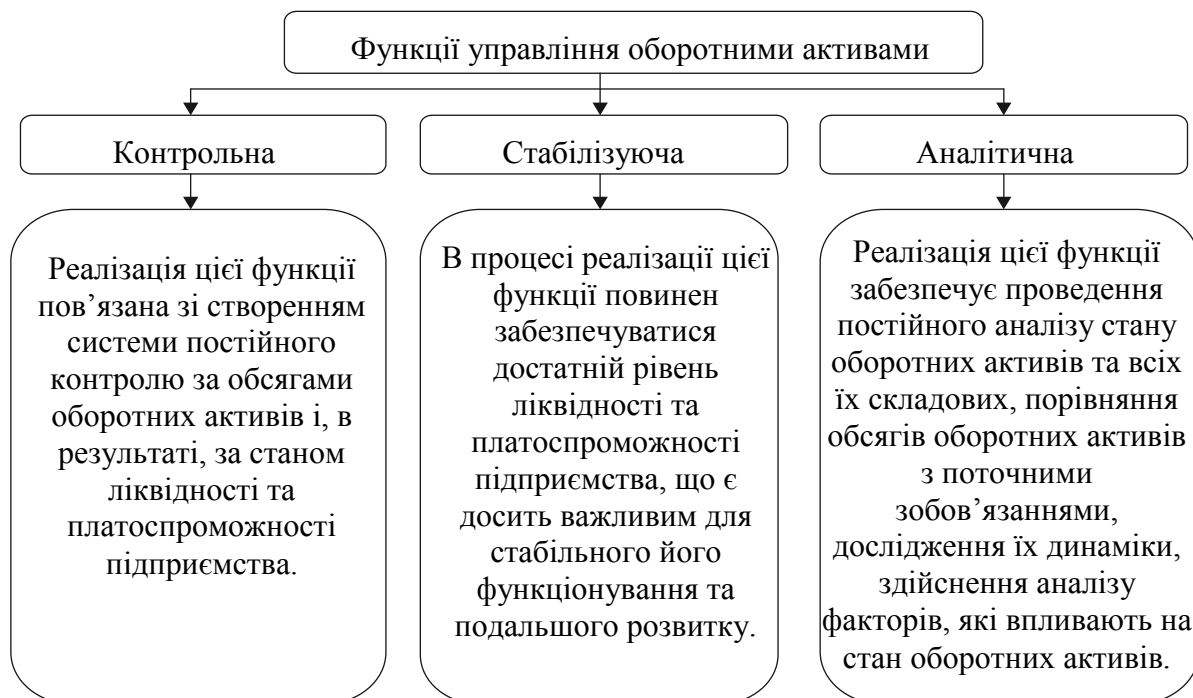 Функції управління оборотними активами
Контрольна
Стабілізуюча
Аналітична
Реалізація цієї функції
пов’язана зі створенням
системи постійного
контролю за обсягами
оборотних активів і, в
результаті, за станом
ліквідності та
платоспроможності
підприємства.
В процесі реалізації цієї
функції повинен
забезпечуватися
достатній рівень
ліквідності та
платоспроможності
підприємства, що є
досить важливим для
стабільного його
функціонування та
подальшого розвитку.
Реалізація цієї функції
забезпечує проведення
постійного аналізу стану
оборотних активів та всіх
їх складових, порівняння
обсягів оборотних активів
з поточними
зобов’язаннями,
дослідження їх динаміки,
здійснення аналізу
факторів, які впливають на
стан оборотних активів.